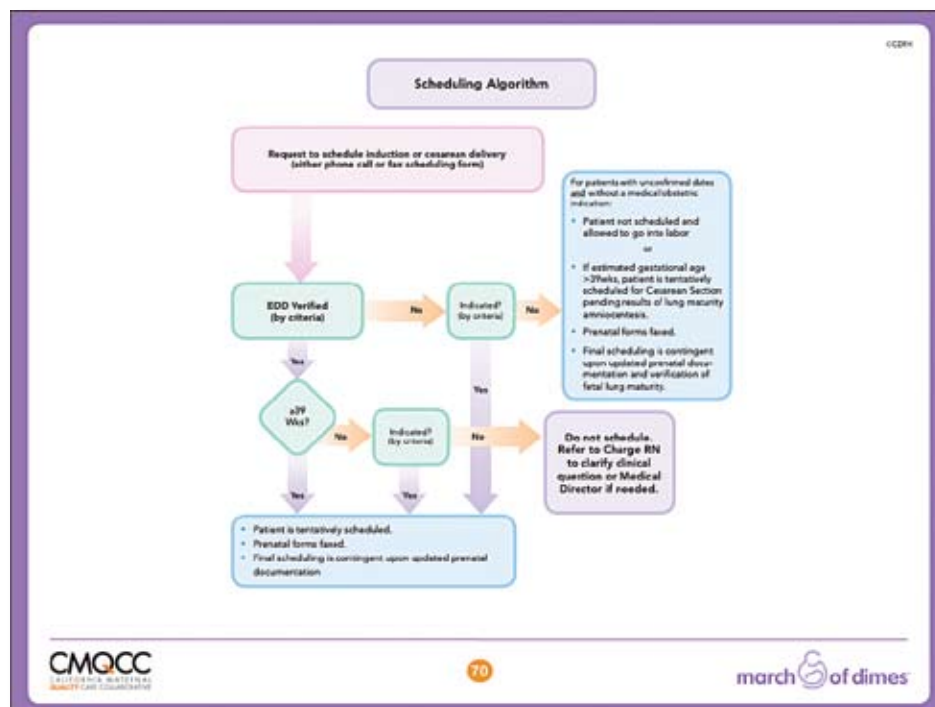 ©CDPH
Scheduling Algorithm
Request to schedule induction or cesarean delivery
(either phone call or fax scheduling form)
For patients with unconfirmed dates
and without a medical obstetric
indication:
• Patient not scheduled and
allowed to go into labor
or
• If estimated gestational age
>39wks, patient is tentatively
scheduled for Cesarean Section
pending results of lung maturity
amniocentesis.
• Prenatal forms faxed.
• Final scheduling is contingent
upon updated prenatal docu-
mentation and verification of
fetal lung maturity.
EDD Verified
(by criteria)
No
Indicated?
(by criteria)
No
Yes
Yes
≥39
Wks?
No
Indicated?
(by criteria)
No
Do not schedule.
Refer to Charge RN
to clarify clinical
question or Medical
Director if needed.
Yes
Yes
• Patient is tentatively scheduled.
• Prenatal forms faxed.
• Final scheduling is contingent upon updated prenatal
documentation
CMQCC
CALIFORNIA MATERNAL
QUALITY CARE COLLABORATIVE
70
march of dimes